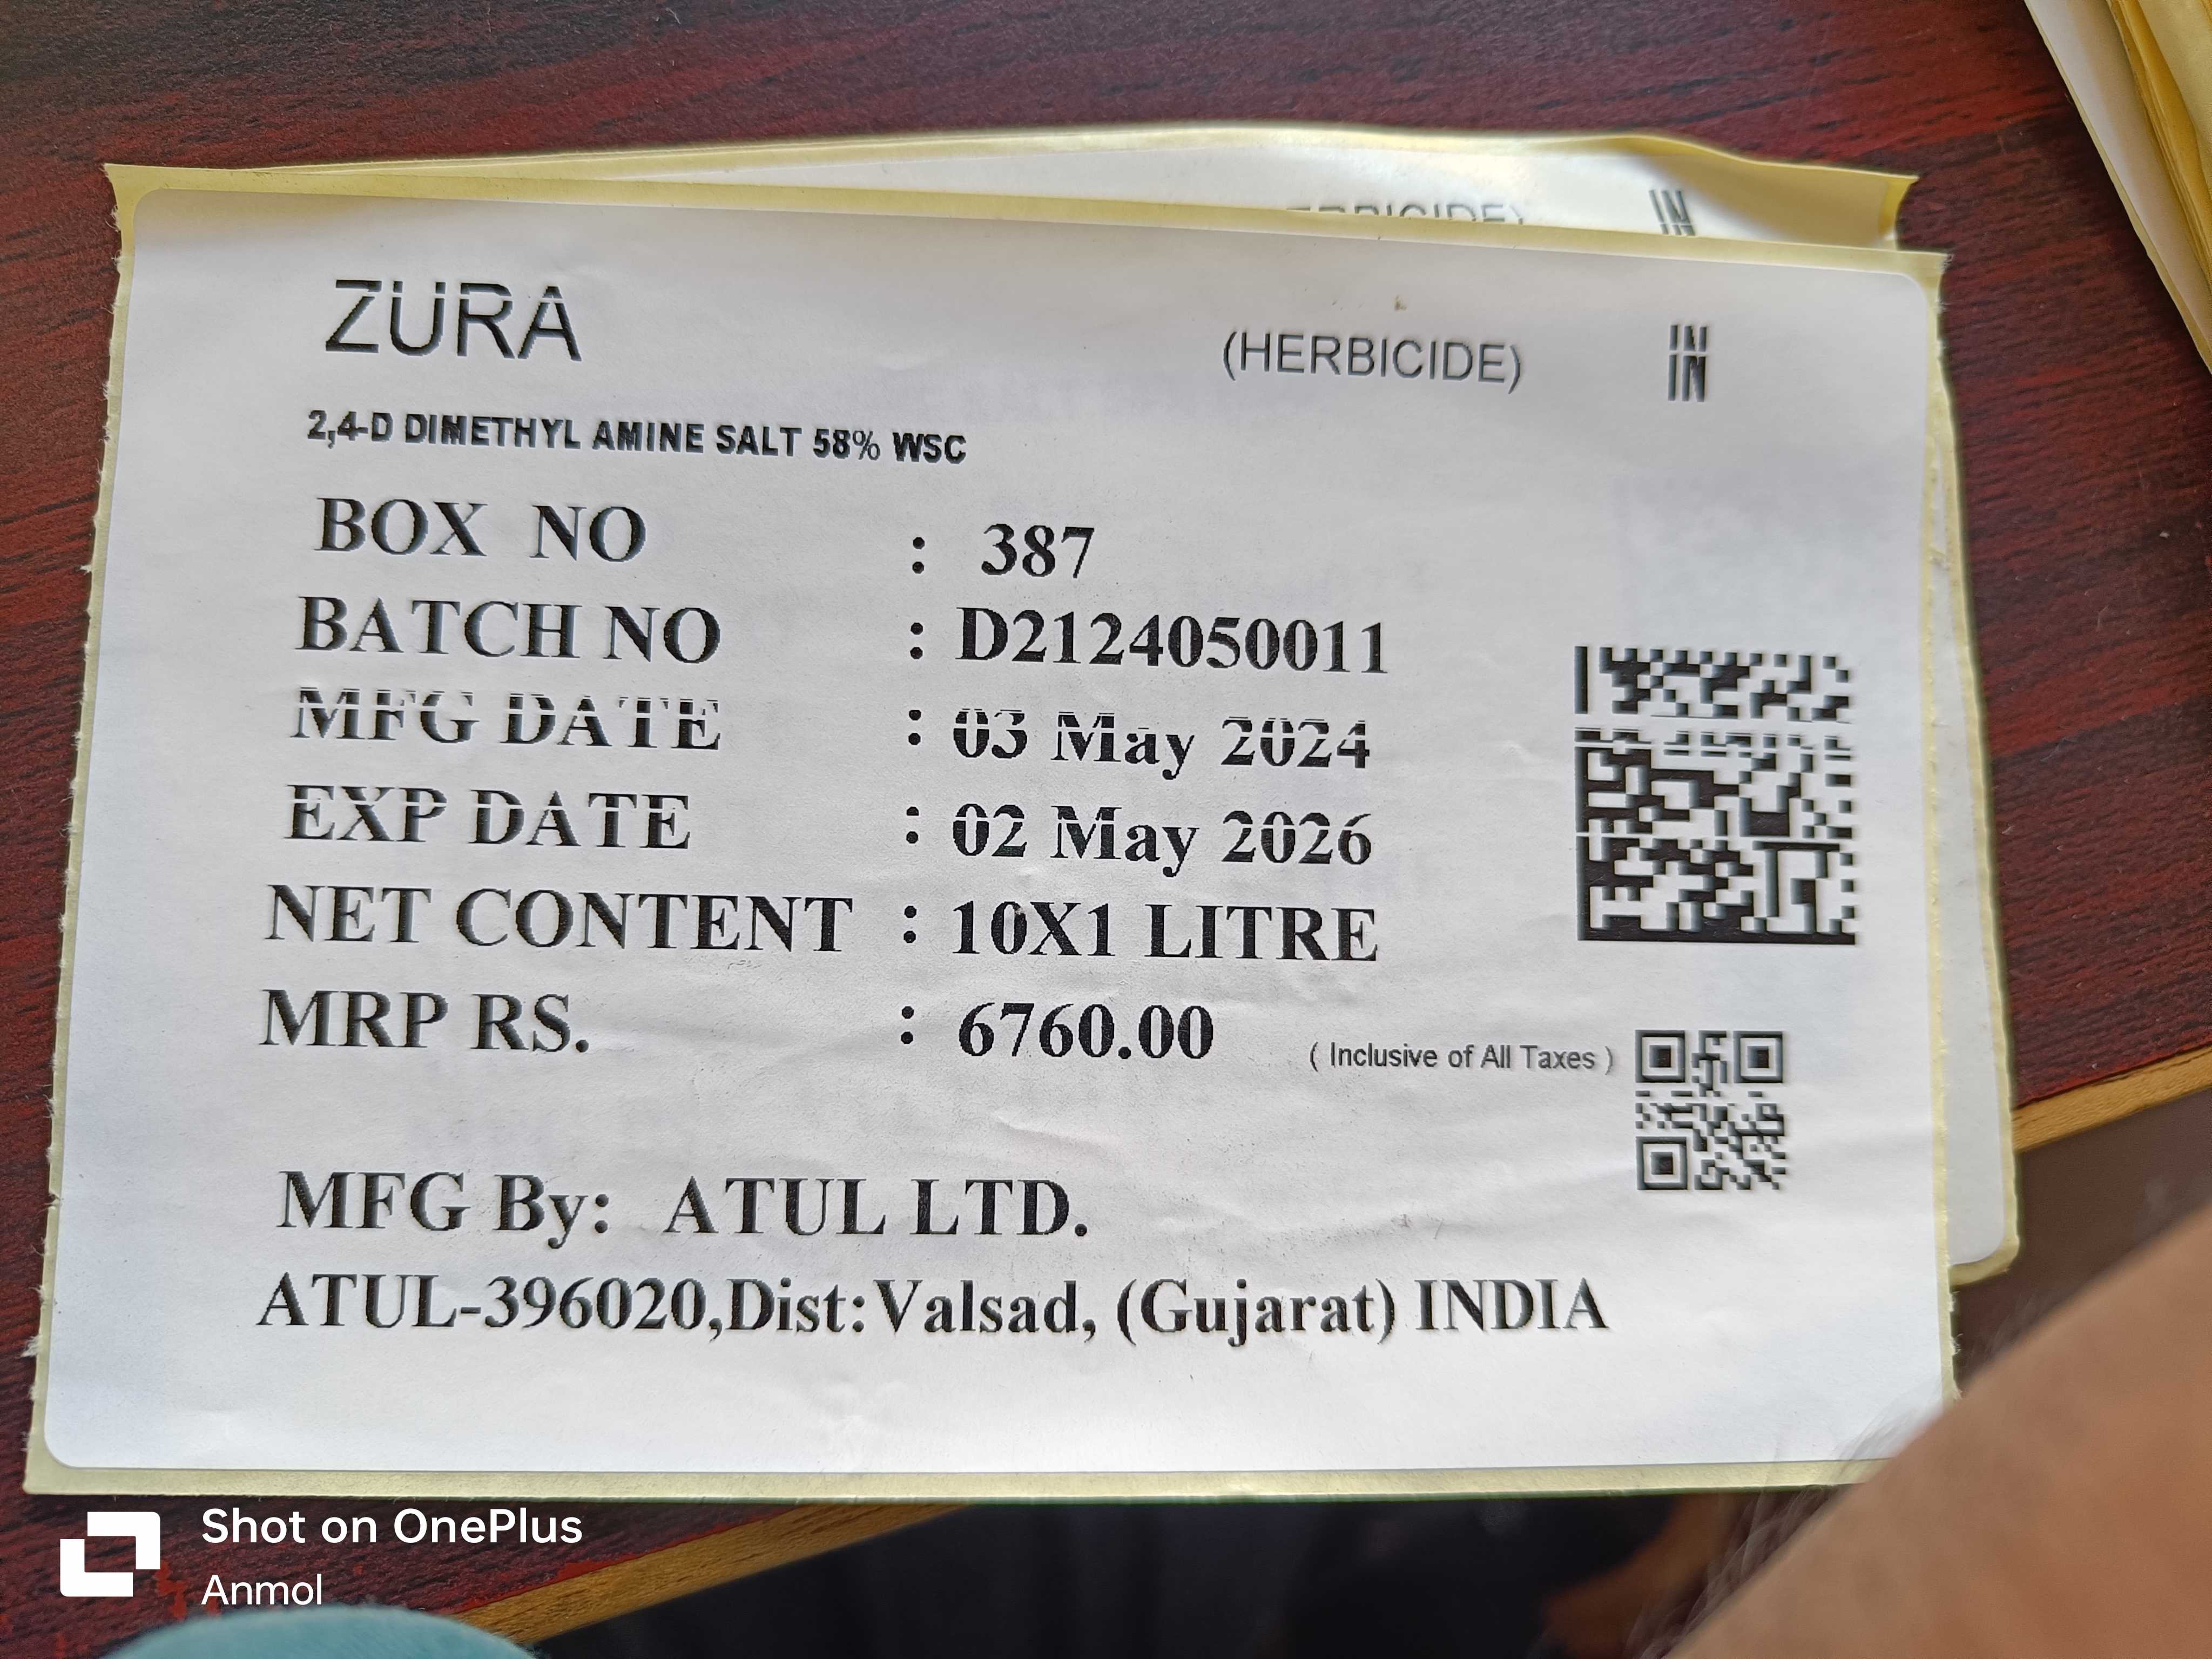 ZURA (HERBICIDE) IN
2,4-D DIMETHYL AMINE SALT 58% WSC
BOX NO : 387
BATCH NO : D2124050011
MFG DATE : 03 May 2024
EXP DATE : 02 May 2026
NET CONTENT : 10X1 LITRE
MRP RS. : 6760.00 ( Inclusive of All Taxes )
MFG By: ATUL LTD.
ATUL-396020,Dist:Valsad, (Gujarat) INDIA
(HERBICIDE) IN
Shot on OnePlus
Anmol